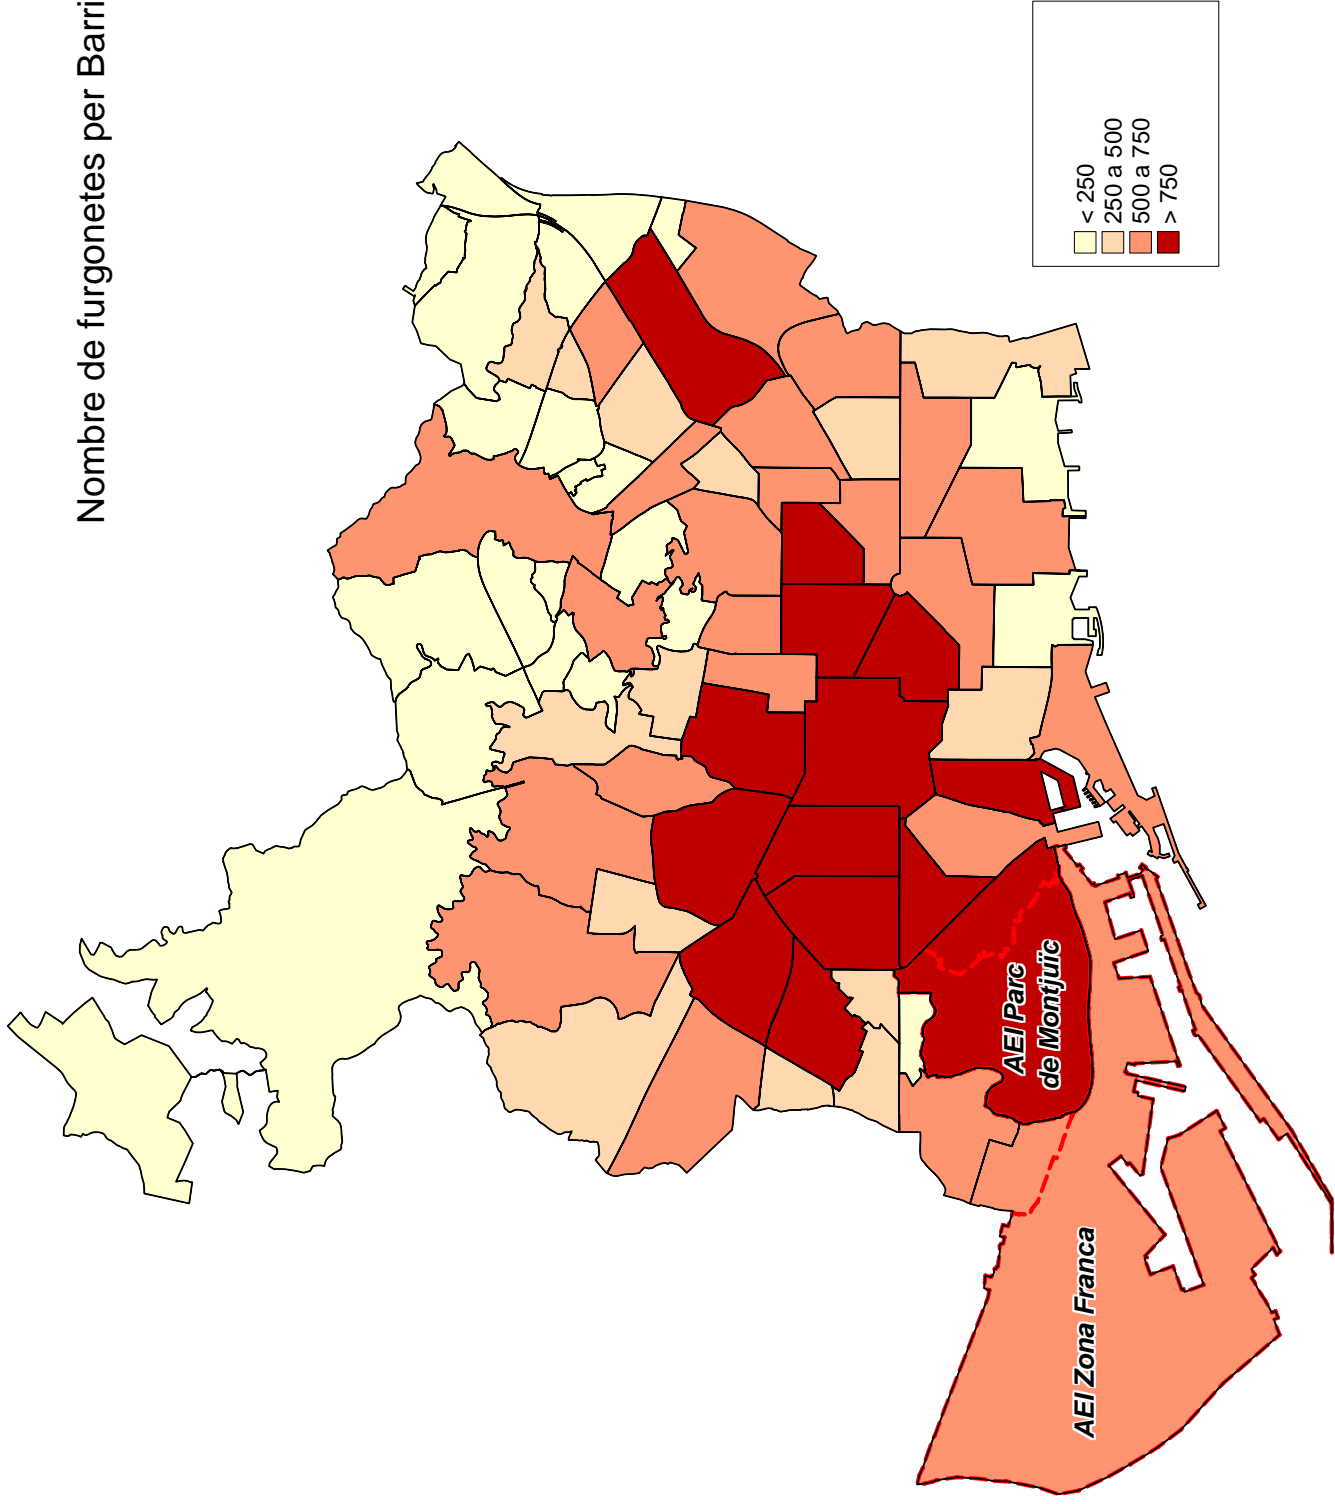 Nombre de furgonetes per Barri
< 250
250 a 500
500 a 750
> 750
AEI Parc
de Montjuïc
AEI Zona Franca